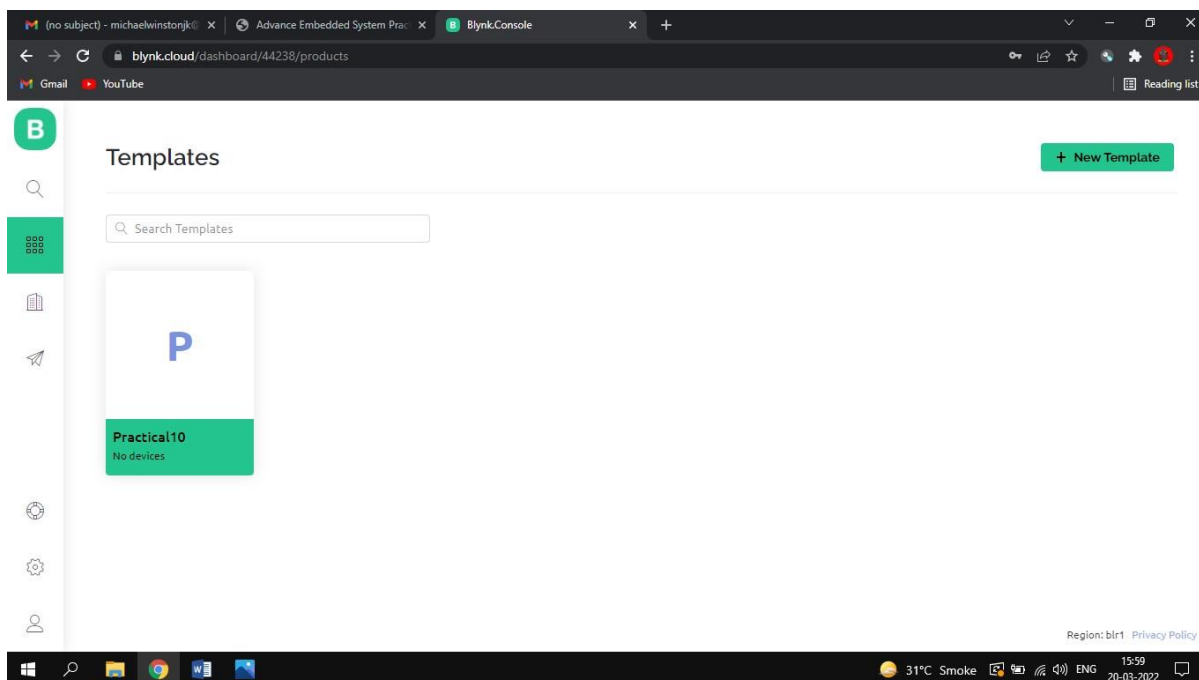 (no subject) - michaelwinstonjk@ Advance Embedded System Prac Blynk.Console
blynk.cloud/dashboard/44238/products
Gmail YouTube Reading list
B
Templates + New Template
Search Templates
P
Practical10
No devices
Region: blr1 Privacy Policy
31°C Smoke ENG 15:59
20-03-2022